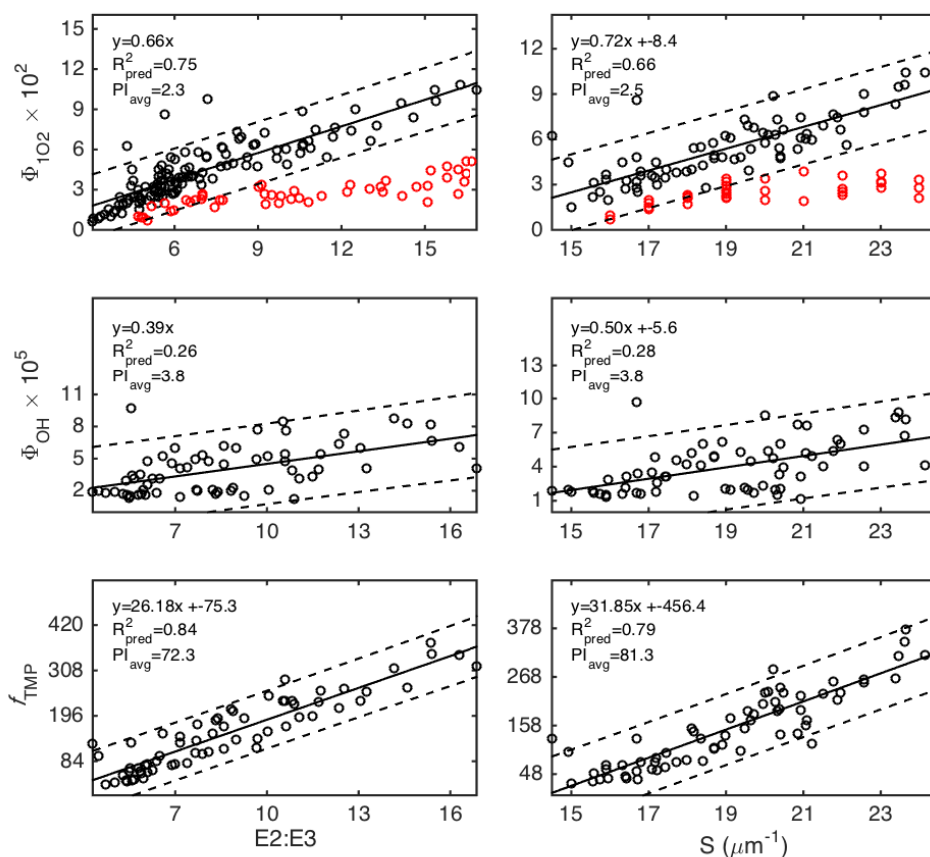 y=0.66x
R²pred=0.75
PIavg=2.3
Φ1O2 × 10²
15
12
9
6
3
0
6
9
12
15
y=0.72x +-8.4
R²pred=0.66
PIavg=2.5
12
9
6
3
0
15
17
19
21
23
y=0.39x
R²pred=0.26
PIavg=3.8
ΦOH × 10⁵
11
8
5
2
7
10
13
16
y=0.50x +-5.6
R²pred=0.28
PIavg=3.8
13
10
7
4
1
15
17
19
21
23
y=26.18x +-75.3
R²pred=0.84
PIavg=72.3
fTMP
420
308
196
84
7
10
13
16
E2:E3
y=31.85x +-456.4
R²pred=0.79
PIavg=81.3
378
268
158
48
15
17
19
21
23
S (μm⁻¹)